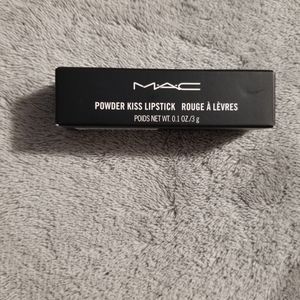 MAC
POWDER KISS LIPSTICK ROUGE À LÈVRES
POIDS NET WT. 0.1 OZ./3 g